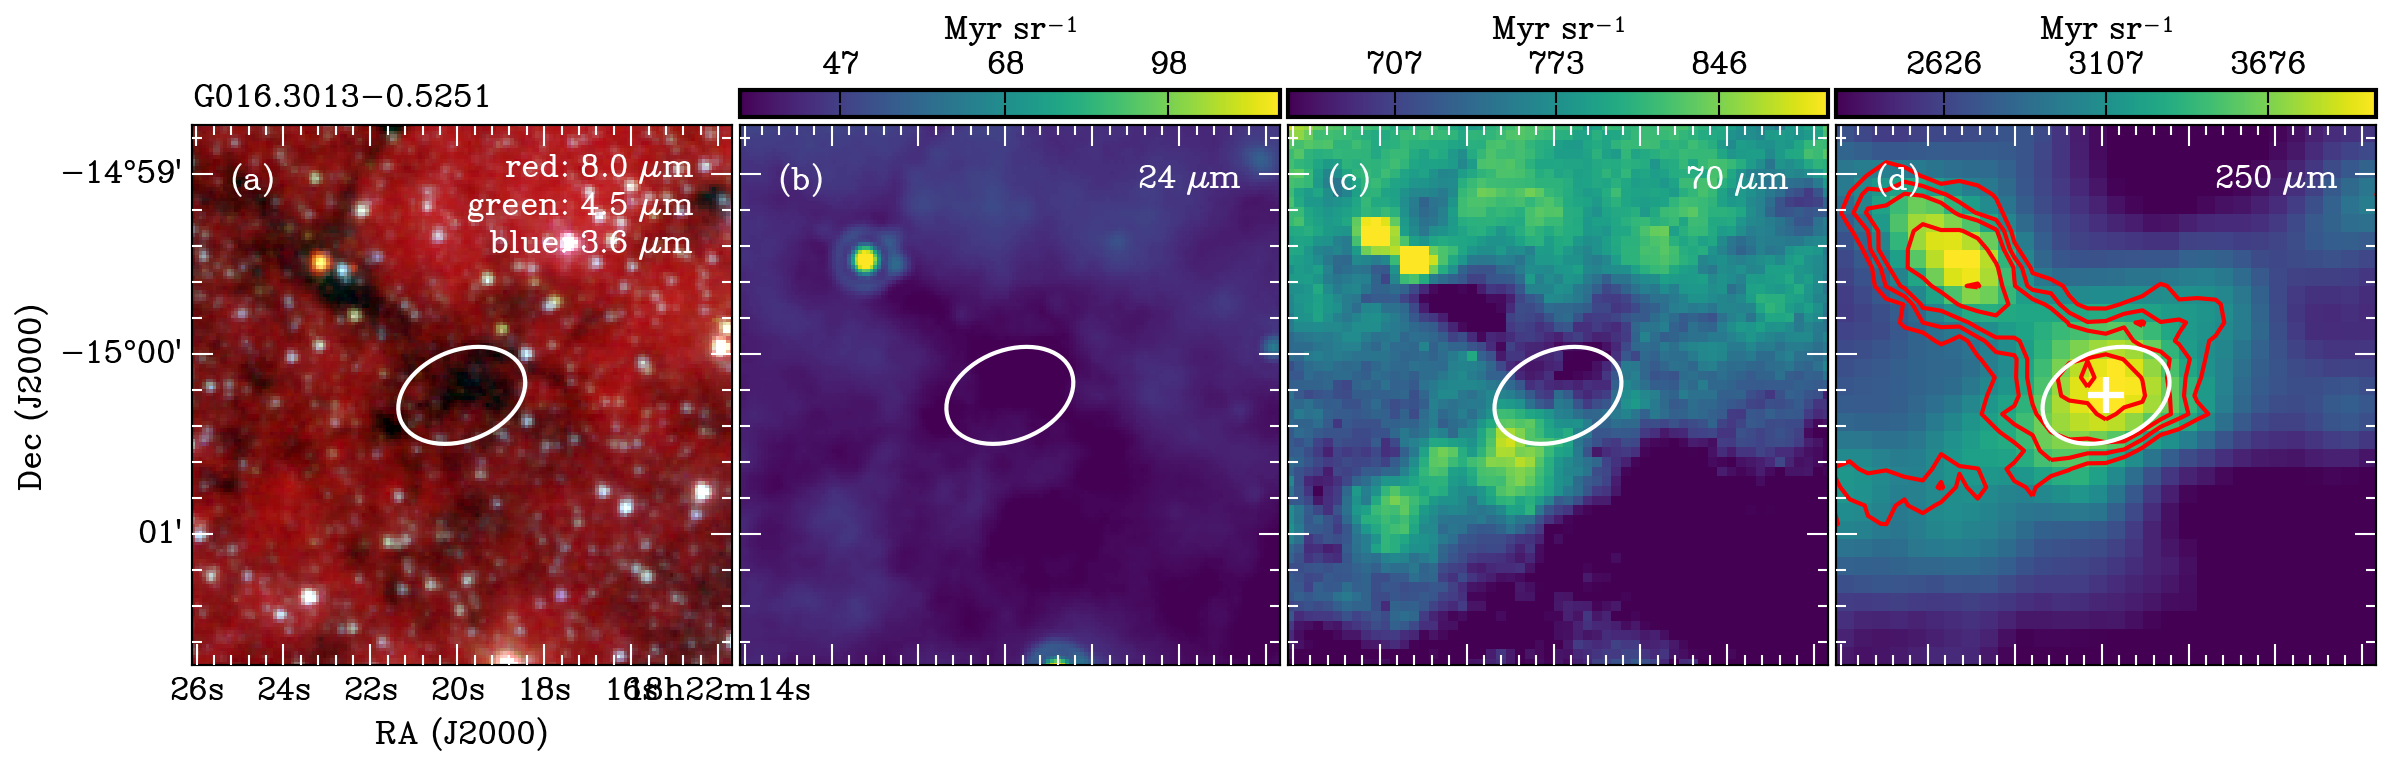 Myr sr⁻¹ Myr sr⁻¹ Myr sr⁻¹
47 68 98 707 773 846 2626 3107 3676
G016.3013−0.5251
(a) red: 8.0 μm
green: 4.5 μm
blue: 3.6 μm
(b) 24 μm
(c) 70 μm
(d) 250 μm
−14°59'
−15°00'
01'
Dec (J2000)
26s 24s 22s 20s 18s 16s 18h22m14s
RA (J2000)